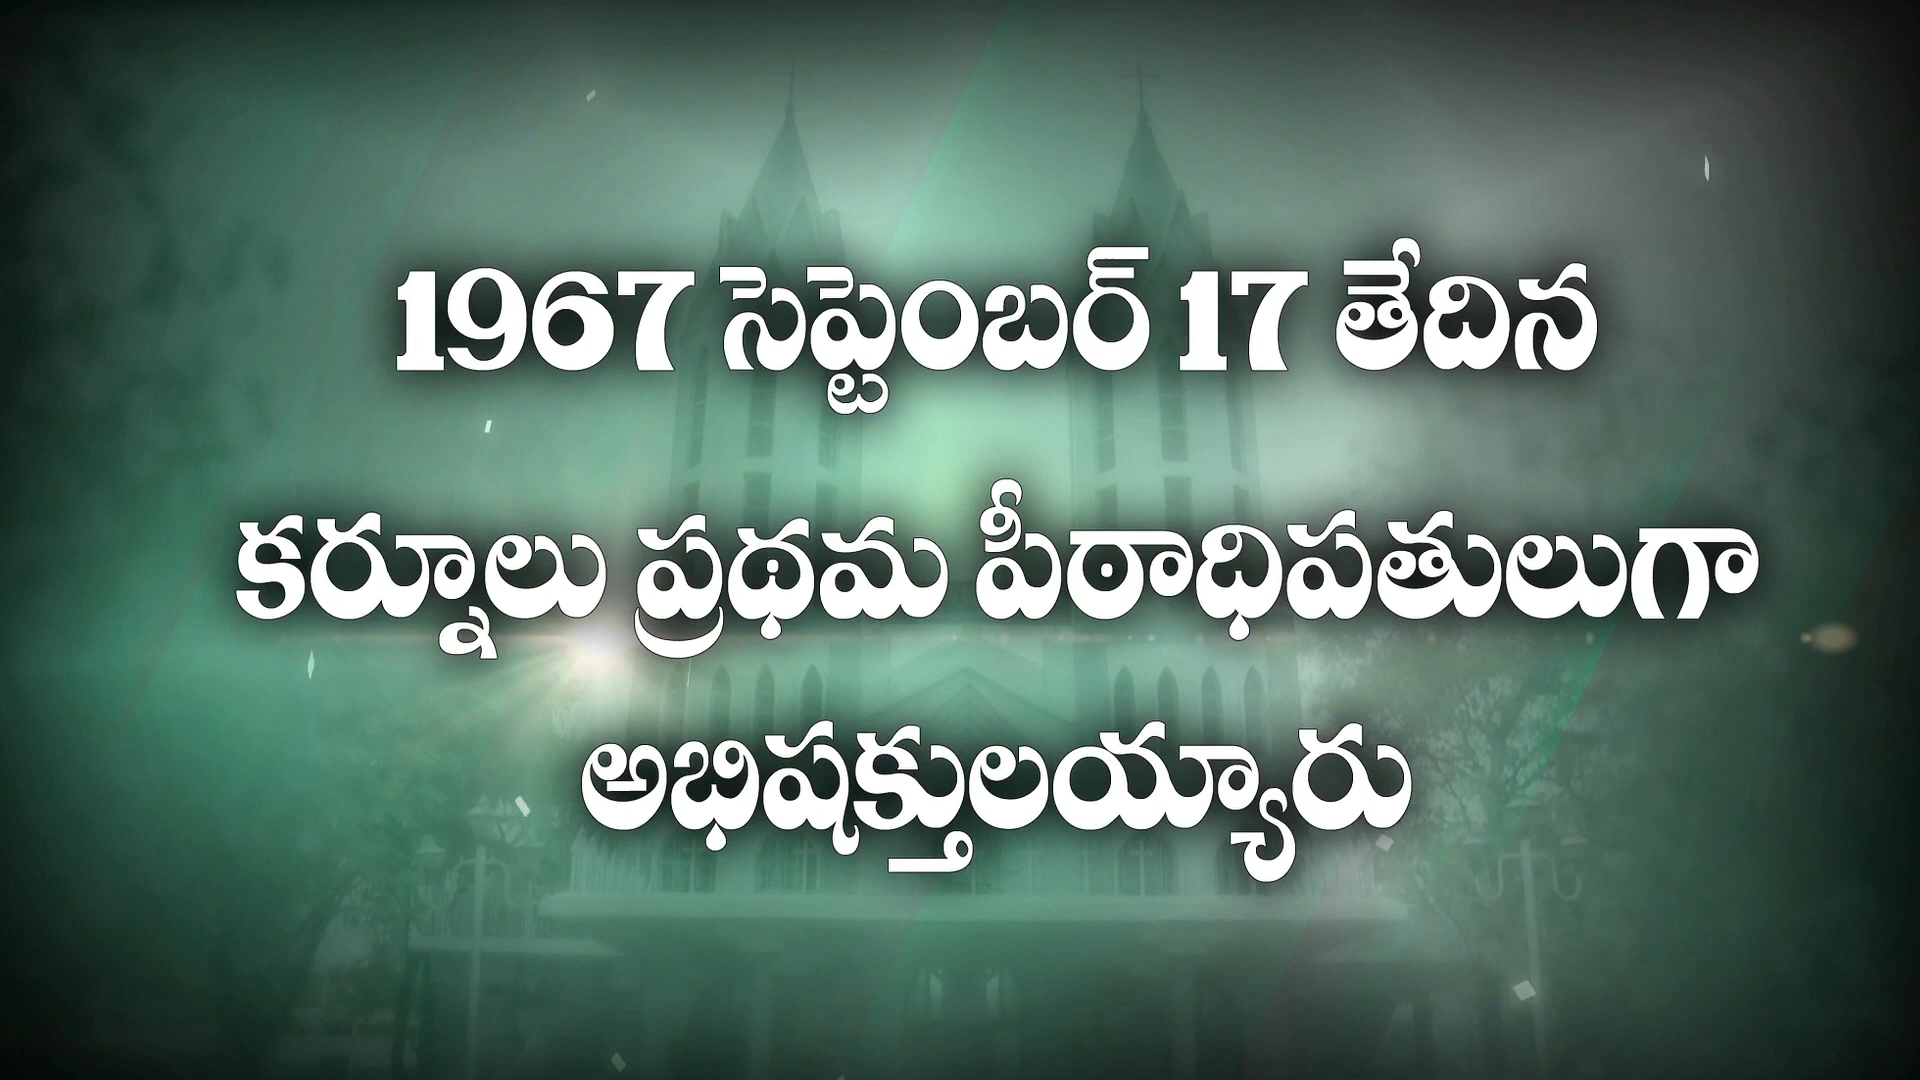 1967 సెప్టెంబర్ 17 తేదిన
కర్నూలు ప్రథమ పీఠాధిపతులుగా
అభిషక్తులయ్యారు